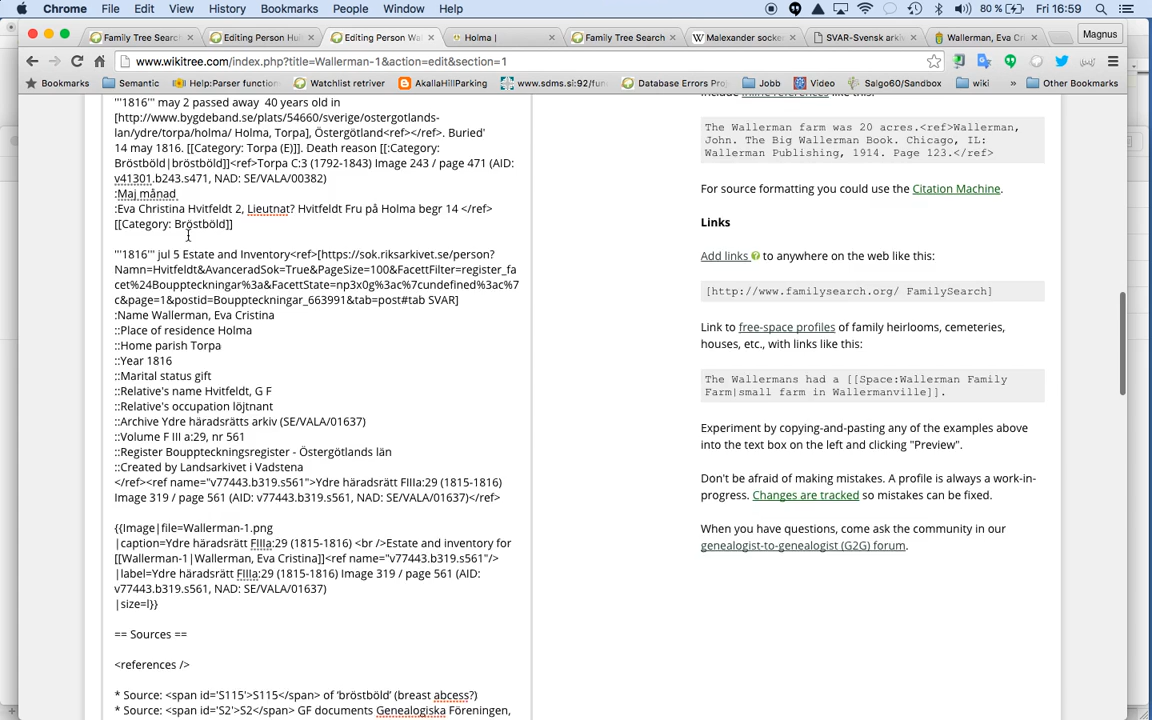 Chrome File Edit View History Bookmarks People Window Help 80 % Fri 16:59
Family Tree Search Editing Person Hu Editing Person Wa Holma | Family Tree Search Malexander socke SVAR-Svensk arki Wallerman, Eva Cr Magnus
www.wikitree.com/index.php?title=Wallerman-1&action=edit&section=1
Bookmarks Semantic Help:Parser funct Watchlist retriver AkallaHillParking www.sdms.si:92/fun Database Errors Pro Jobb Video Salgo60/Sandbox wiki » Other Bookmarks
'''1816''' may 2 passed away 40 years old in
[http://www.bygdeband.se/plats/54660/sverige/ostergotlands-
lan/ydre/torpa/holma/ Holma, Torpa], Östergötland<ref></ref>. Buried'
14 may 1816. [[Category: Torpa (E)]]. Death reason [[:Category:
Bröstböld|bröstböld]]<ref>Torpa C:3 (1792-1843) Image 243 / page 471 (AID:
v41301.b243.s471, NAD: SE/VALA/00382)
:Maj månad
:Eva Christina Hvitfeldt 2, Lieutnat? Hvitfeldt Fru på Holma begr 14 </ref>
[[Category: Bröstböld]]
'''1816''' jul 5 Estate and Inventory<ref>[https://sok.riksarkivet.se/person?
Namn=Hvitfeldt&AvanceradSok=True&PageSize=100&FacettFilter=register_fa
cet%24Bouppteckningar%3a&FacettState=np3x0g%3ac%7cundefined%3ac%7
c&page=1&postid=Bouppteckningar_663991&tab=post#tab SVAR]
:Name Wallerman, Eva Christina
::Place of residence Holma
::Home parish Torpa
::Year 1816
::Marital status gift
::Relative's name Hvitfeldt, G F
::Relative's occupation löjtnant
::Archive Ydre häradsrätts arkiv (SE/VALA/01637)
::Volume F III a:29, nr 561
::Register Bouppteckningsregister - Östergötlands län
::Created by Landsarkivet i Vadstena
</ref><ref name="v77443.b319.s561">Ydre häradsrätt FIIIa:29 (1815-1816)
Image 319 / page 561 (AID: v77443.b319.s561, NAD: SE/VALA/01637)</ref>
{{Image|file=Wallerman-1.png
|caption=Ydre häradsrätt FIIIa:29 (1815-1816) <br />Estate and inventory for
[[Wallerman-1|Wallerman, Eva Cristina]]<ref name="v77443.b319.s561"/>
|label=Ydre häradsrätt FIIIa:29 (1815-1816) Image 319 / page 561 (AID:
v77443.b319.s561, NAD: SE/VALA/01637)
|size=l}}
== Sources ==
<references />
* Source: <span id='S115'>S115</span> of 'bröstböld' (breast abcess?)
* Source: <span id='S2'>S2</span> GF documents Genealogiska Föreningen,
include inline references like this:
The Wallerman farm was 20 acres.<ref>Wallerman,
John. The Big Wallerman Book. Chicago, IL:
Wallerman Publishing, 1914. Page 123.</ref>
For source formatting you could use the Citation Machine.
Links
Add links to anywhere on the web like this:
[http://www.familysearch.org/ FamilySearch]
Link to free-space profiles of family heirlooms, cemeteries,
houses, etc., with links like this:
The Wallermans had a [[Space:Wallerman Family
Farm|small farm in Wallermanville]].
Experiment by copying-and-pasting any of the examples above
into the text box on the left and clicking "Preview".
Don't be afraid of making mistakes. A profile is always a work-in-
progress. Changes are tracked so mistakes can be fixed.
When you have questions, come ask the community in our
genealogist-to-genealogist (G2G) forum.